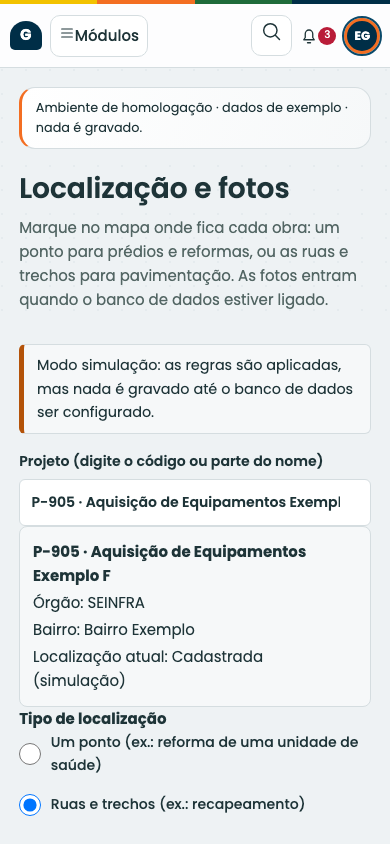 G
Módulos
3
EG
Ambiente de homologação · dados de exemplo ·
nada é gravado.
Localização e fotos
Marque no mapa onde fica cada obra: um
ponto para prédios e reformas, ou as ruas e
trechos para pavimentação. As fotos entram
quando o banco de dados estiver ligado.
Modo simulação: as regras são aplicadas,
mas nada é gravado até o banco de dados
ser configurado.
Projeto (digite o código ou parte do nome)
P-905 · Aquisição de Equipamentos Exempl
P-905 · Aquisição de Equipamentos
Exemplo F
Órgão: SEINFRA
Bairro: Bairro Exemplo
Localização atual: Cadastrada
(simulação)
Tipo de localização
Um ponto (ex.: reforma de uma unidade de
saúde)
Ruas e trechos (ex.: recapeamento)